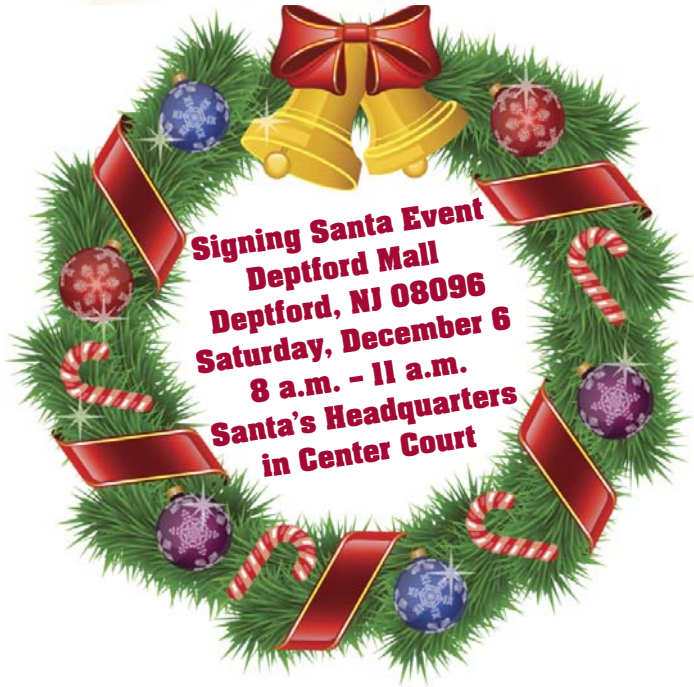 Signing Santa Event
Deptford Mall
Deptford, NJ 08096
Saturday, December 6
8 a.m. – 11 a.m.
Santa's Headquarters
in Center Court